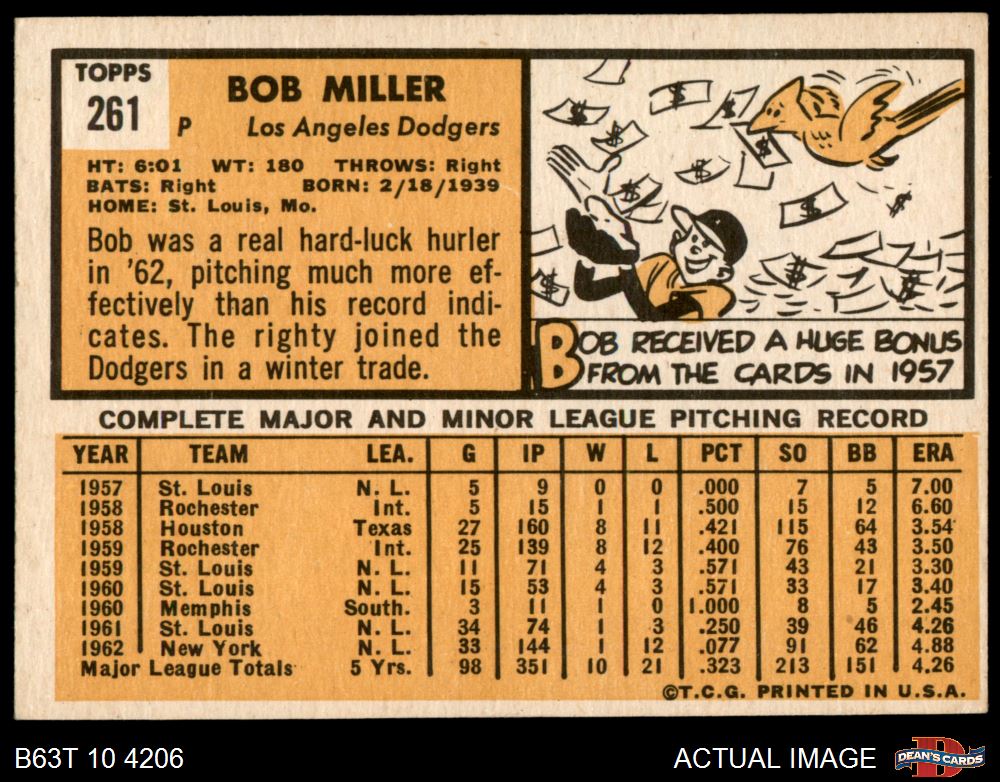 TOPPS
261
BOB MILLER
P Los Angeles Dodgers
HT: 6:01 WT: 180 THROWS: Right
BATS: Right BORN: 2/18/1939
HOME: St. Louis, Mo.
Bob was a real hard-luck hurler
in '62, pitching much more ef-
fectively than his record indi-
cates. The righty joined the
Dodgers in a winter trade.
$ $ $ $ $ $ $ $ $ $ $
BOB RECEIVED A HUGE BONUS
FROM THE CARDS IN 1957
COMPLETE MAJOR AND MINOR LEAGUE PITCHING RECORD
YEAR TEAM LEA. G IP W L PCT SO BB ERA
1957 St. Louis N. L. 5 9 0 0 .000 7 5 7.00
1958 Rochester Int. 5 15 1 1 .500 15 12 6.60
1958 Houston Texas 27 160 8 11 .421 115 64 3.54
1959 Rochester Int. 25 139 8 12 .400 76 43 3.50
1959 St. Louis N. L. 11 71 4 3 .571 43 21 3.30
1960 St. Louis N. L. 15 53 4 3 .571 33 17 3.40
1960 Memphis South. 3 11 1 0 1.000 8 5 2.45
1961 St. Louis N. L. 34 74 1 3 .250 39 46 4.26
1962 New York N. L. 33 144 1 12 .077 91 62 4.88
Major League Totals 5 Yrs. 98 351 10 21 .323 213 151 4.26
©T.C.G. PRINTED IN U.S.A.
B63T 10 4206
ACTUAL IMAGE
D
DEAN'S CARDS